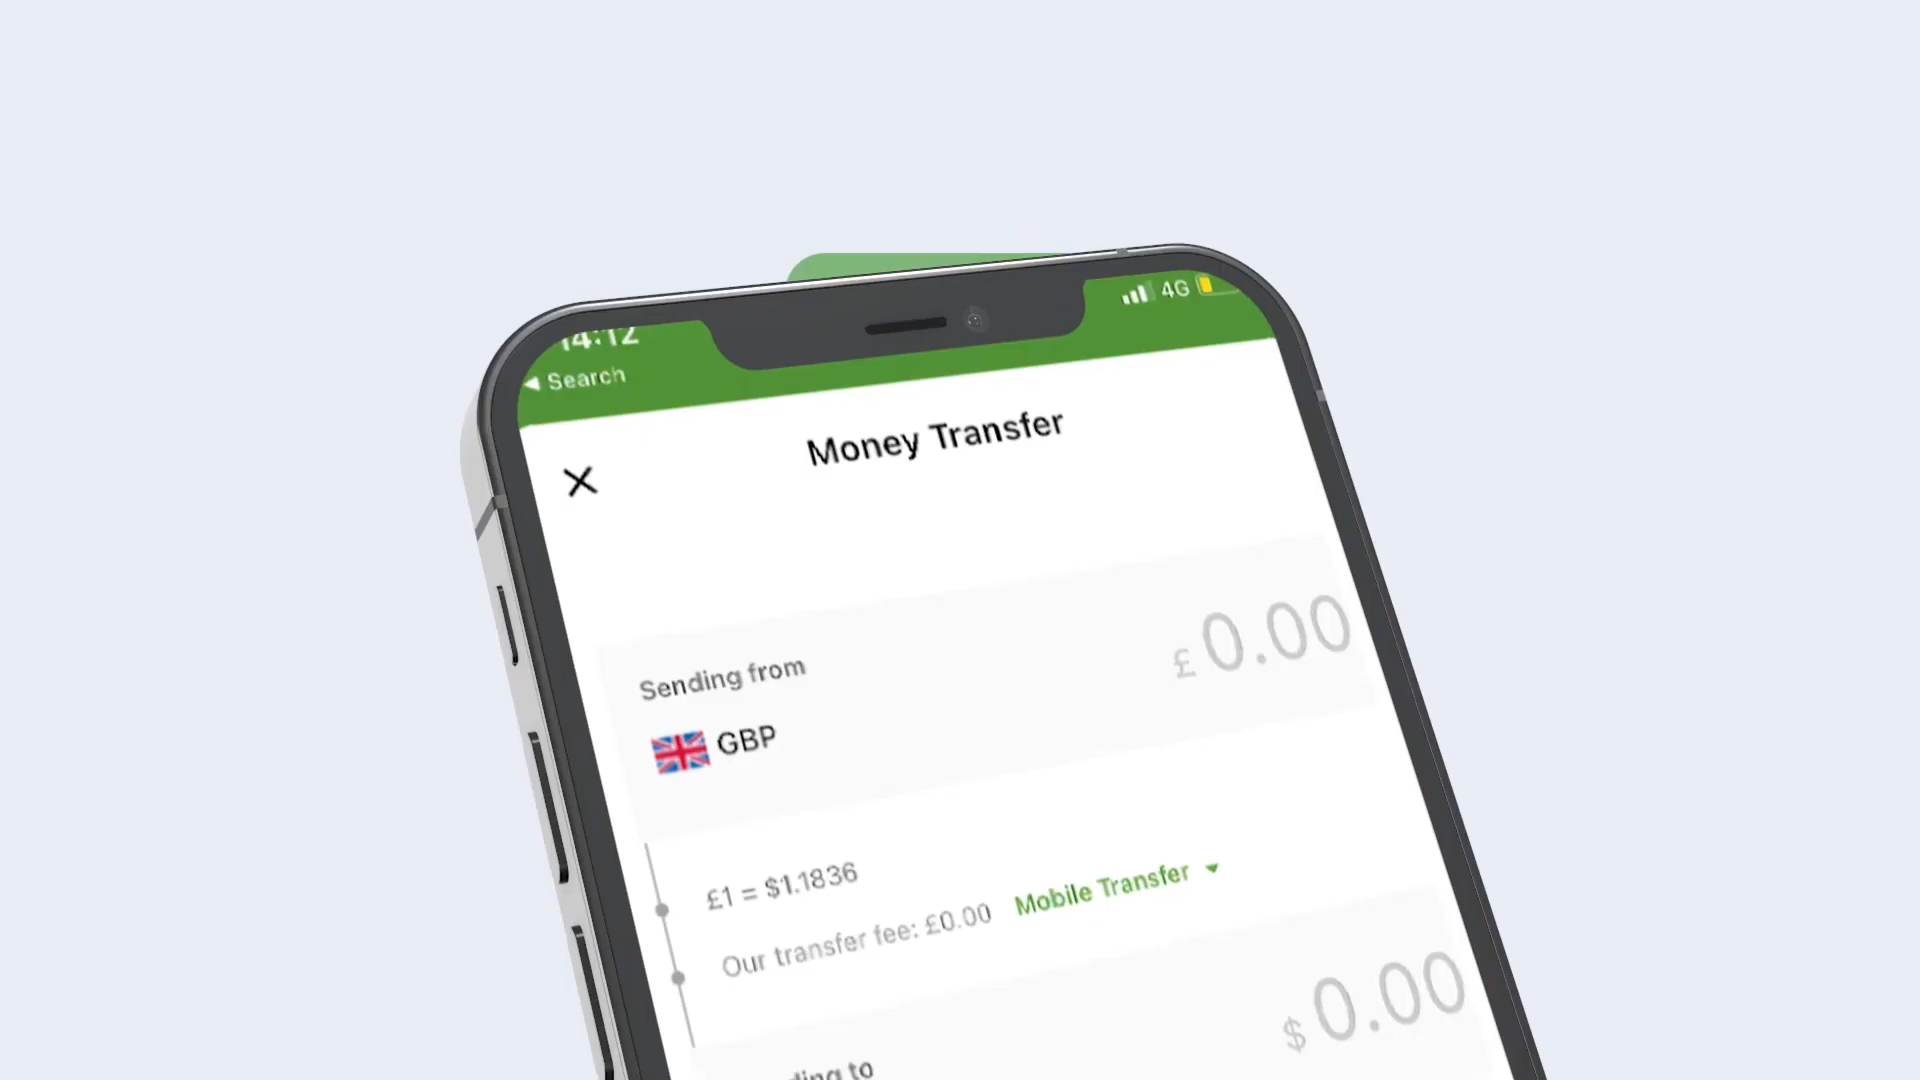 14:12
4G
◀ Search
Money Transfer
Sending from
£ 0.00
GBP
£1 = $1.1836
Our transfer fee: £0.00 Mobile Transfer
$ 0.00
to